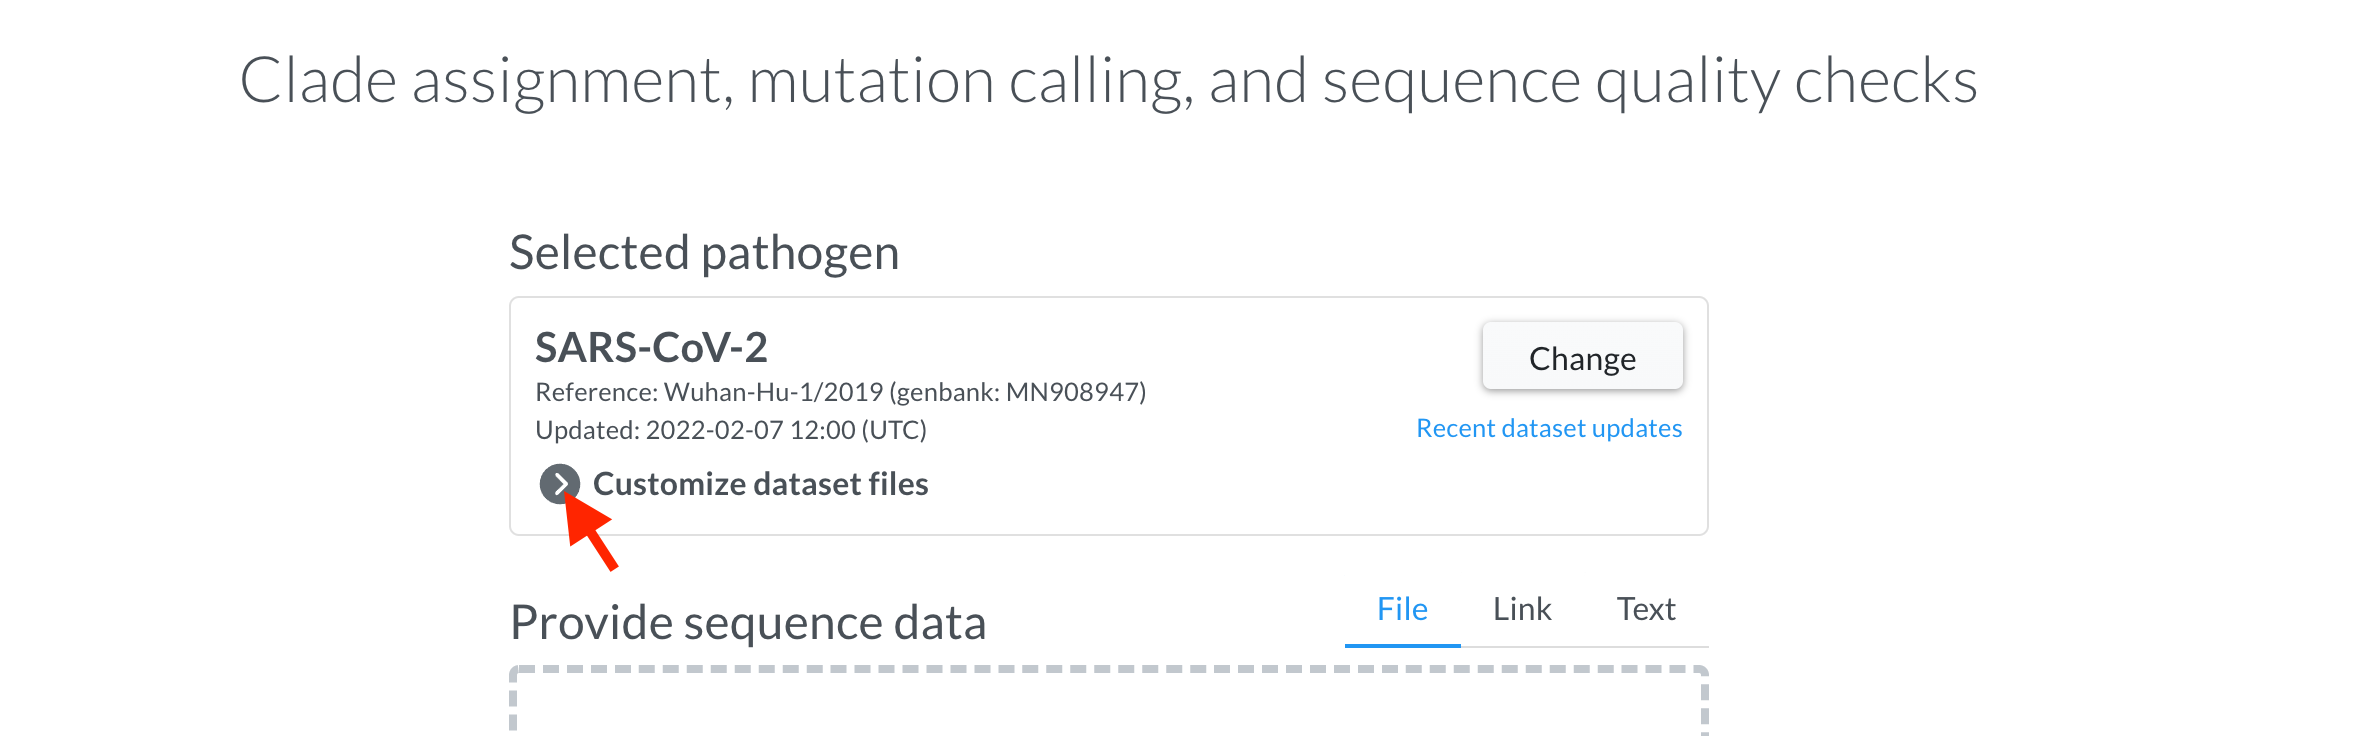 Clade assignment, mutation calling, and sequence quality checks
Selected pathogen
SARS-CoV-2
Change
Reference: Wuhan-Hu-1/2019 (genbank: MN908947)
Updated: 2022-02-07 12:00 (UTC)
Recent dataset updates
Customize dataset files
Provide sequence data
File Link Text